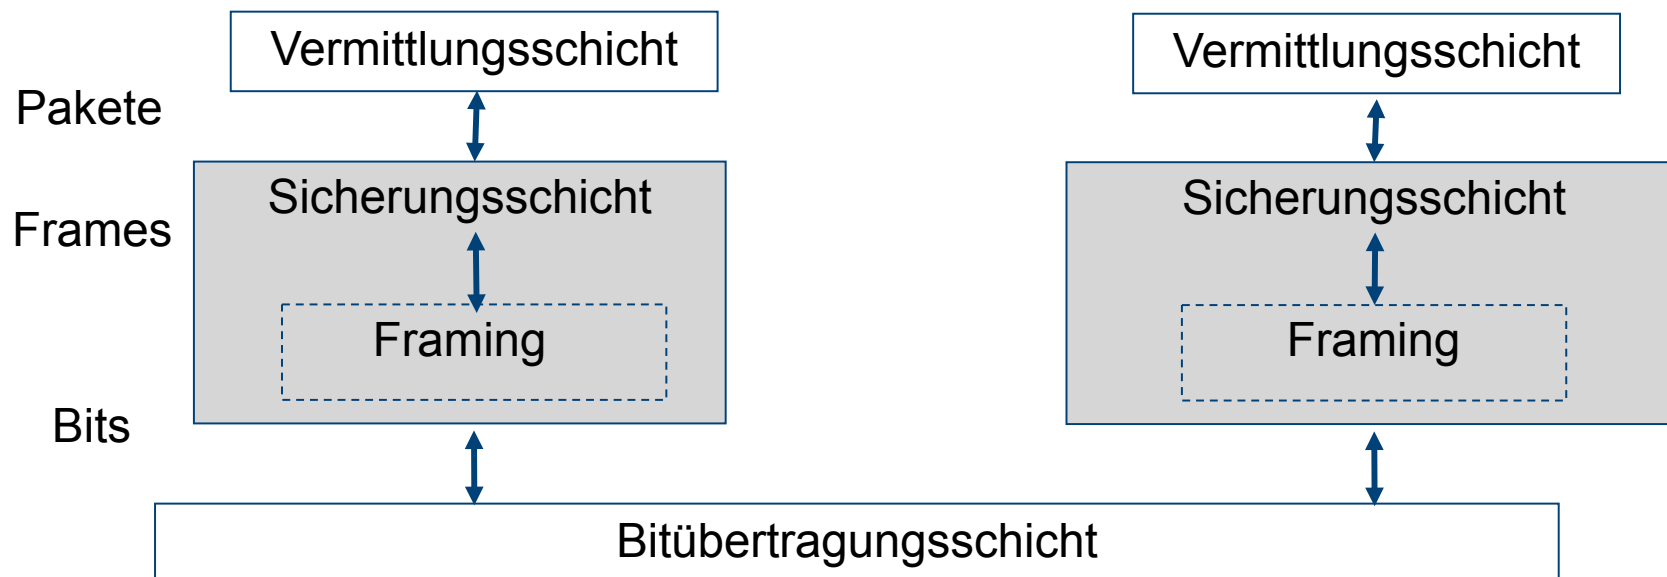 Vermittlungsschicht
Vermittlungsschicht
Pakete
Sicherungsschicht
Sicherungsschicht
Frames
Framing
Framing
Bits
Bitübertragungsschicht